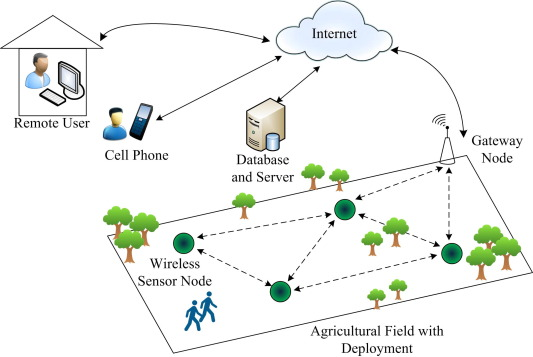 Internet
Remote User
Cell Phone
Database
and Server
Gateway
Node
Wireless
Sensor Node
Agricultural Field with
Deployment